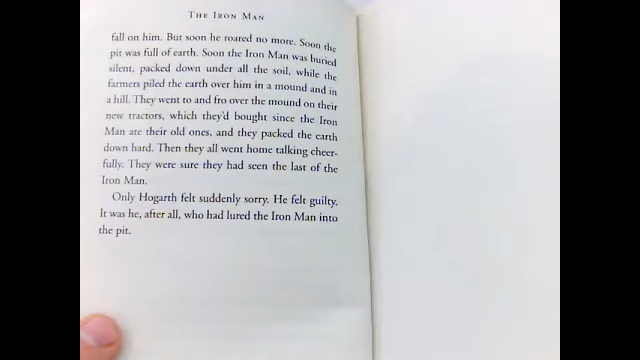 The Iron Man
fall on him. But soon he roared no more. Soon the
pit was full of earth. Soon the Iron Man was buried
silent, packed down under all the soil, while the
farmers piled the earth over him in a mound and in
a hill. They went to and fro over the mound on their
new tractors, which they'd bought since the Iron
Man ate their old ones, and they packed the earth
down hard. Then they all went home talking cheer-
fully. They were sure they had seen the last of the
Iron Man.
Only Hogarth felt suddenly sorry. He felt guilty.
It was he, after all, who had lured the Iron Man into
the pit.